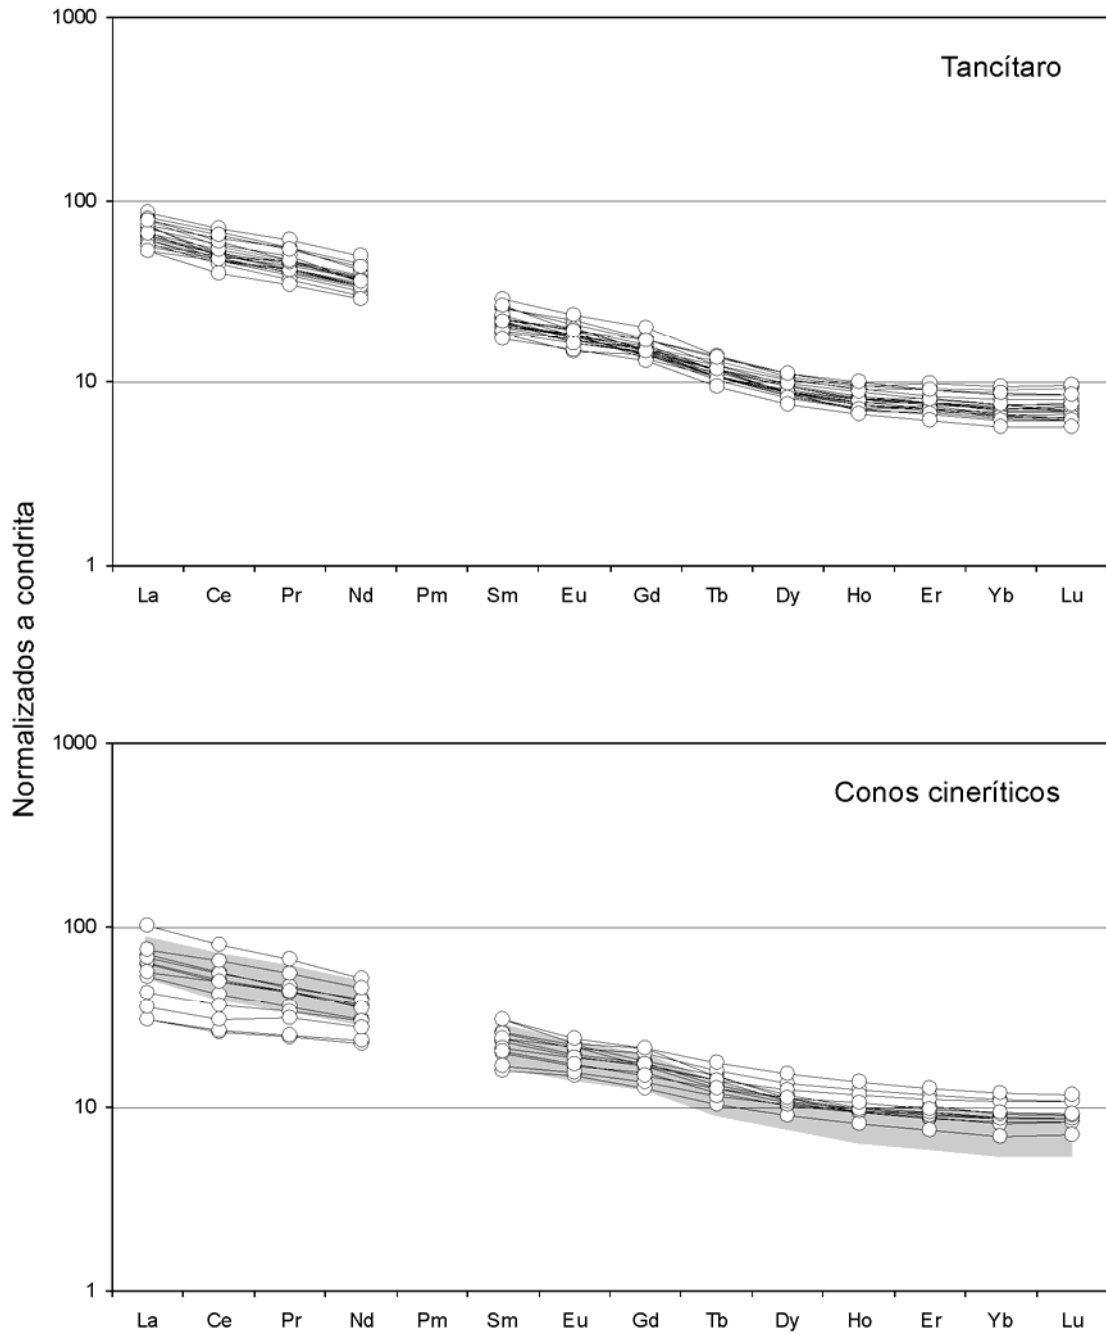 1000
Tancítaro
100
10
1
La Ce Pr Nd Pm Sm Eu Gd Tb Dy Ho Er Yb Lu
Normalizados a condrita
1000
Conos cineríticos
100
10
1
La Ce Pr Nd Pm Sm Eu Gd Tb Dy Ho Er Yb Lu